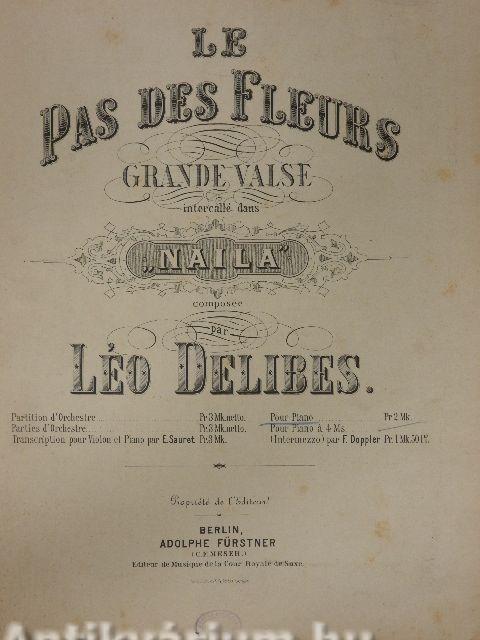 LE
PAS DES FLEURS
GRANDE VALSE
intercallé dans
„NAILA“
composée
par
LÉO DELIBES.
Partition d'Orchestre Pr. 3 Mk. netto. Pour Piano Pr. 2 Mk.
Parties d'Orchestre Pr. 3 Mk. netto. Pour Piano à 4 Ms.
Transcription pour Violon et Piano par E. Sauret Pr. 3 Mk. (Intermezzo) par F. Doppler Pr. 1 Mk. 50 Pf.
Propriété de l'Editeur.
BERLIN,
ADOLPHE FÜRSTNER
(C.F. MESER.)
Editeur de Musique de la Cour Royale de Saxe.
Antikvárium.hu